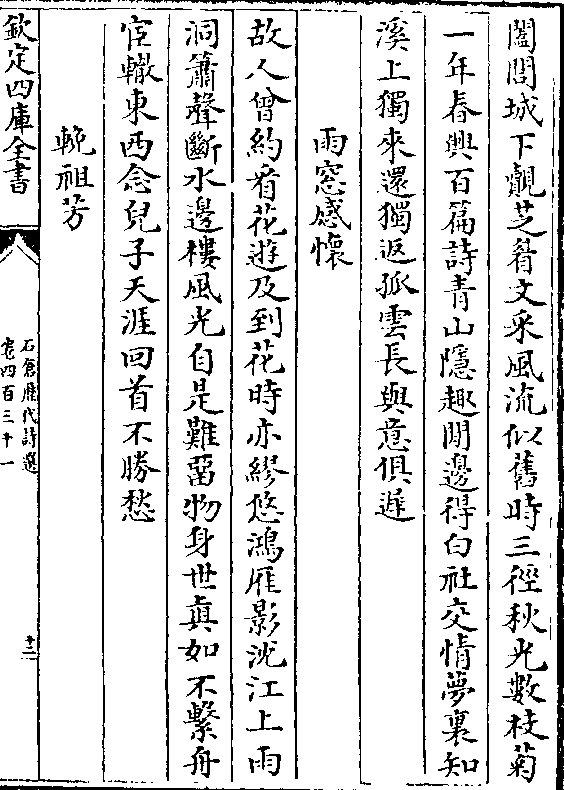 闔閭城下覿芝眉文采風流似舊時三徑秋光數枝菊
一年春興百篇詩青山隱趣閒邊得白社交情夢裏知
溪上獨來還獨返孤雲長與意俱遲
雨窓感懷
故人曾約看花遊及到花時亦繆悠鴻雁影沈江上雨
洞簫聲斷水邊樓風光自是難留物身世真如不繫舟
宦轍東西念兒子天涯回首不勝愁
輓祖芳
欽定四庫全書
石倉歷代詩選
卷四百三十一
十二